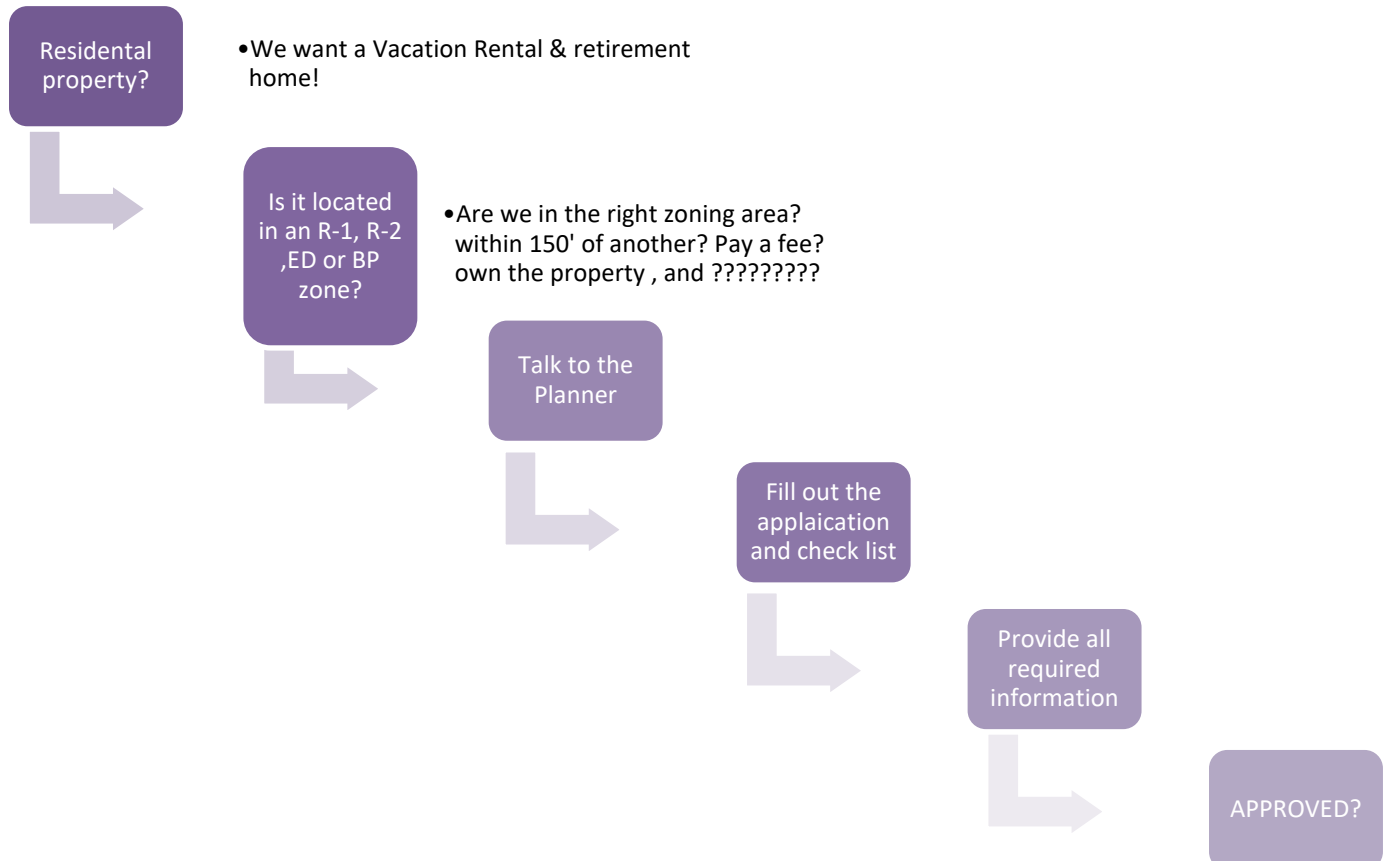 Residental
property?
•We want a Vacation Rental & retirement
home!
Is it located
in an R-1, R-2
,ED or BP
zone?
•Are we in the right zoning area?
within 150' of another? Pay a fee?
own the property , and ?????????
Talk to the
Planner
Fill out the
applaication
and check list
Provide all
required
information
APPROVED?